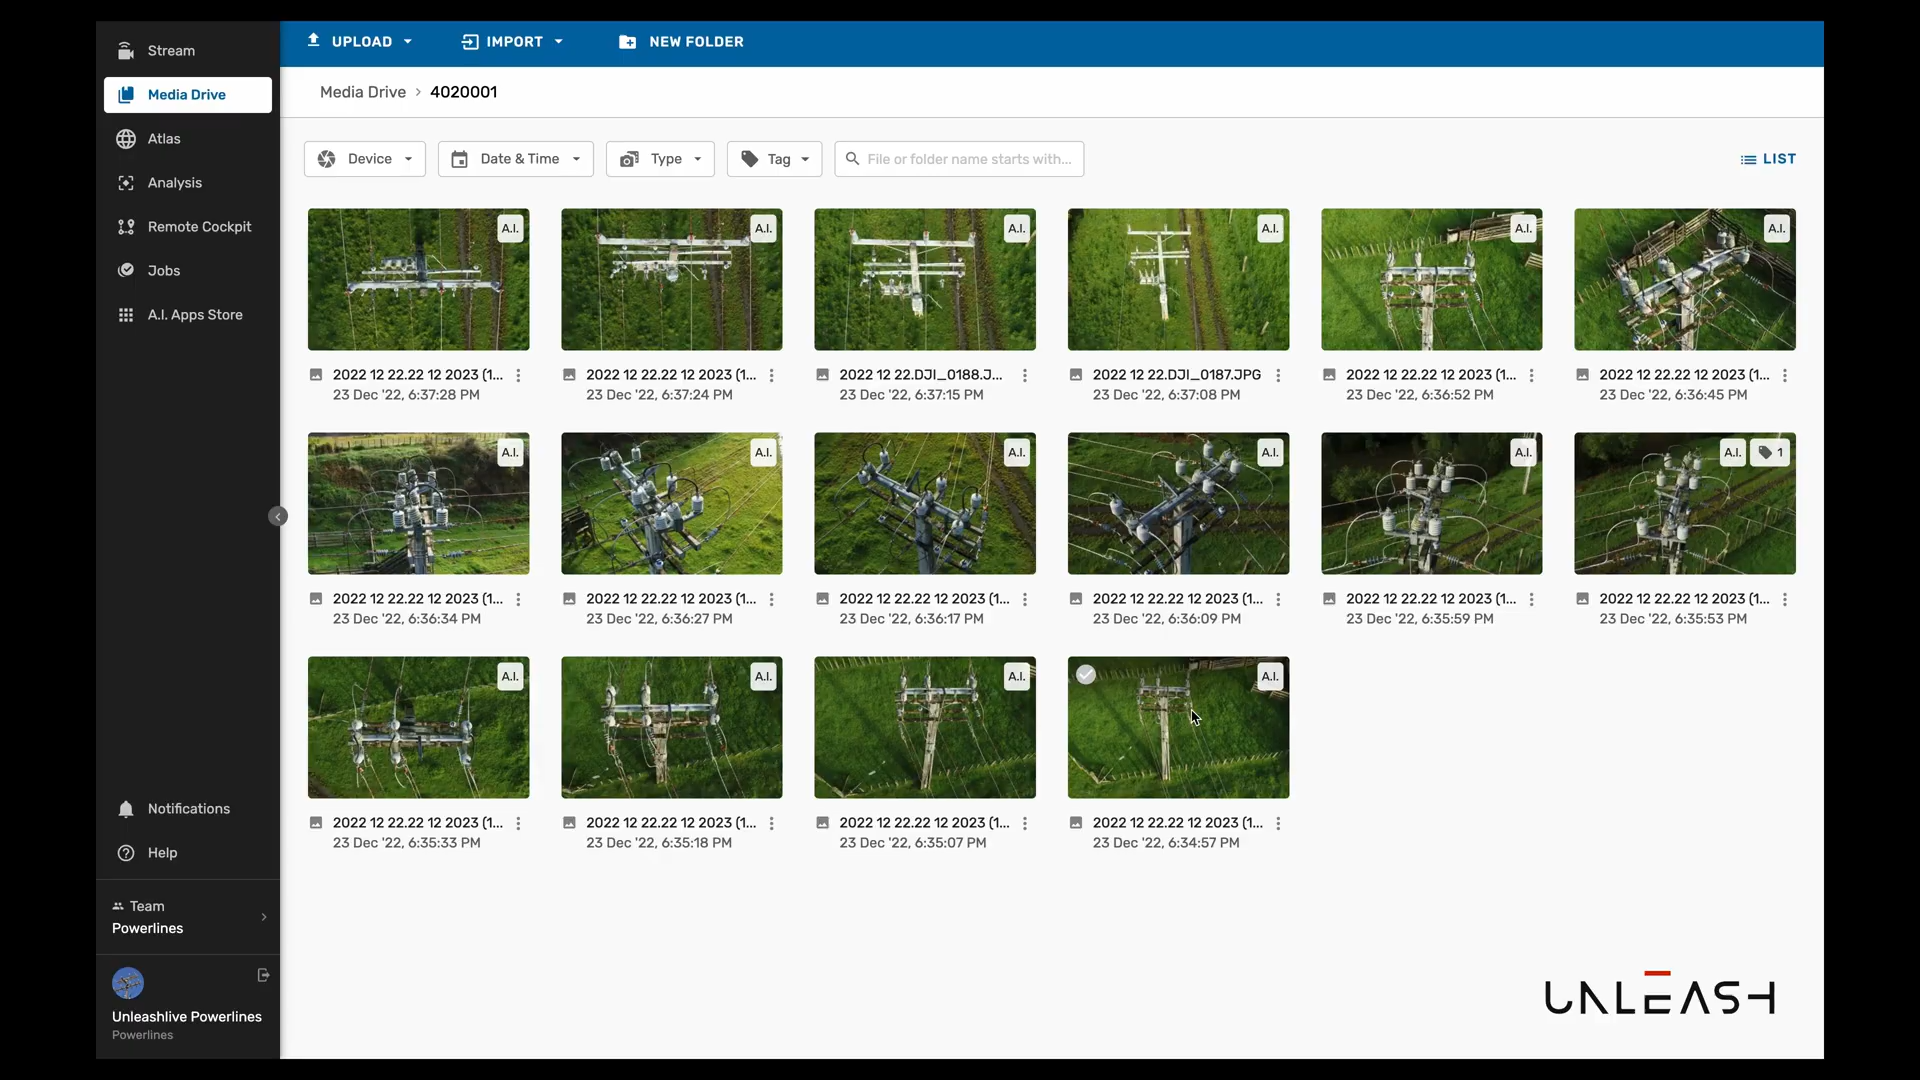 Stream
Media Drive
Atlas
Analysis
Remote Cockpit
Jobs
A.I. Apps Store
Notifications
Help
Team
Powerlines
Unleashlive Powerlines
Powerlines
UPLOAD
IMPORT
NEW FOLDER
Media Drive › 4020001
Device
Date & Time
Type
Tag
File or folder name starts with...
LIST
A.I.
A.I.
A.I.
A.I.
A.I.
A.I.
2022 12 22.22 12 2023 (1...
23 Dec '22, 6:37:28 PM
2022 12 22.22 12 2023 (1...
23 Dec '22, 6:37:24 PM
2022 12 22.DJI_0188.J...
23 Dec '22, 6:37:15 PM
2022 12 22.DJI_0187.JPG
23 Dec '22, 6:37:08 PM
2022 12 22.22 12 2023 (1...
23 Dec '22, 6:36:52 PM
2022 12 22.22 12 2023 (1...
23 Dec '22, 6:36:45 PM
A.I.
A.I.
A.I.
A.I.
A.I.
A.I. 1
2022 12 22.22 12 2023 (1...
23 Dec '22, 6:36:34 PM
2022 12 22.22 12 2023 (1...
23 Dec '22, 6:36:27 PM
2022 12 22.22 12 2023 (1...
23 Dec '22, 6:36:17 PM
2022 12 22.22 12 2023 (1...
23 Dec '22, 6:36:09 PM
2022 12 22.22 12 2023 (1...
23 Dec '22, 6:35:59 PM
2022 12 22.22 12 2023 (1...
23 Dec '22, 6:35:53 PM
A.I.
A.I.
A.I.
A.I.
2022 12 22.22 12 2023 (1...
23 Dec '22, 6:35:33 PM
2022 12 22.22 12 2023 (1...
23 Dec '22, 6:35:18 PM
2022 12 22.22 12 2023 (1...
23 Dec '22, 6:35:07 PM
2022 12 22.22 12 2023 (1...
23 Dec '22, 6:34:57 PM
UNLEASH